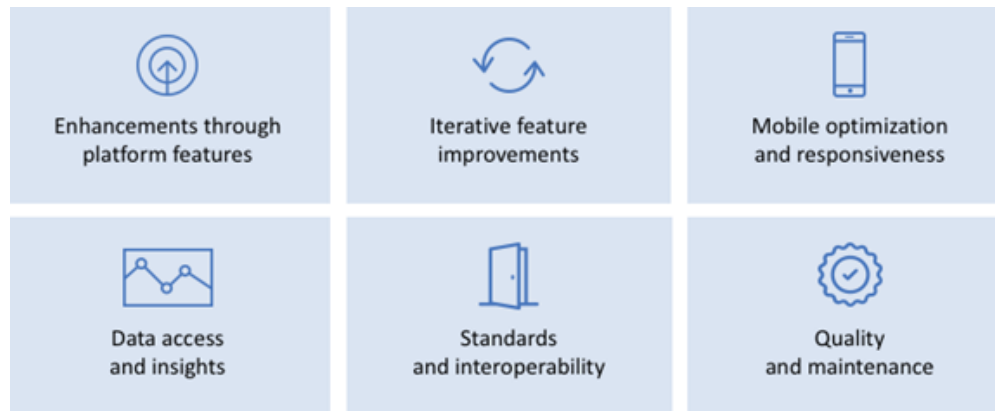 Enhancements through
platform features
Iterative feature
improvements
Mobile optimization
and responsiveness
Data access
and insights
Standards
and interoperability
Quality
and maintenance